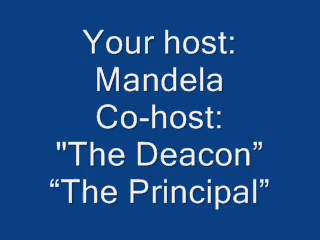 Your host:
Mandela
Co-host:
"The Deacon”
“The Principal”